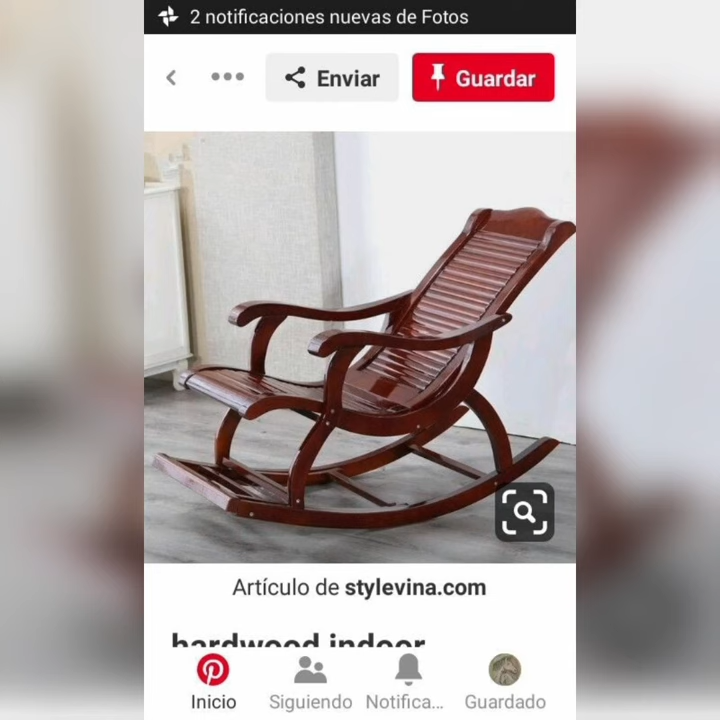 2 notificaciones nuevas de Fotos
Enviar
Guardar
Artículo de stylevina.com
hardwood indoor
Inicio
Siguiendo
Notifica...
Guardado